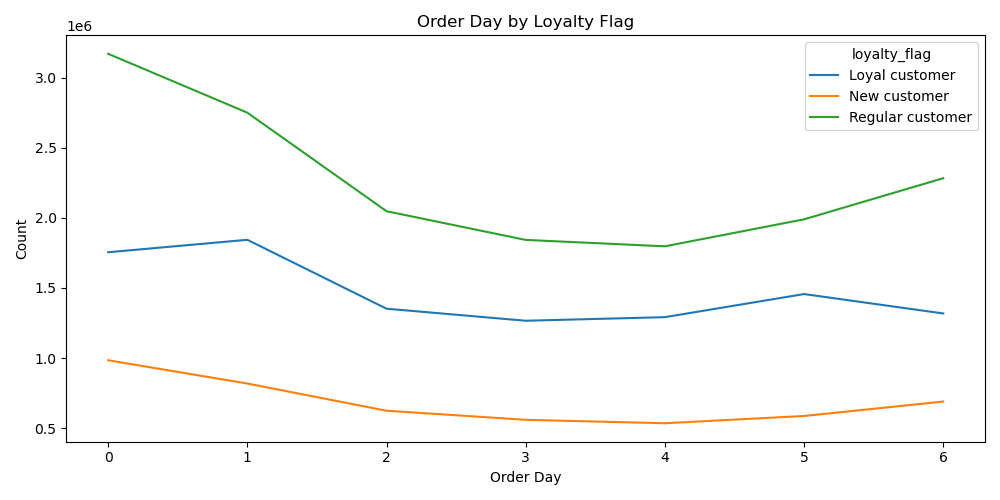 Order Day by Loyalty Flag
1e6
3.0
2.5
2.0
1.5
1.0
0.5
Count
0 1 2 3 4 5 6
Order Day
loyalty_flag
Loyal customer
New customer
Regular customer